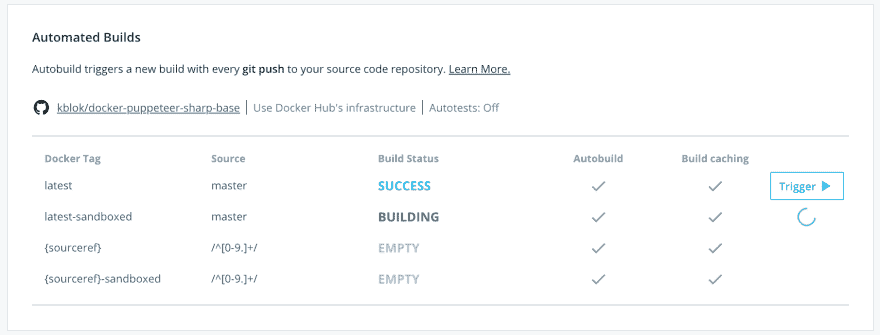 Automated Builds
Autobuild triggers a new build with every git push to your source code repository. Learn More.
kblok/docker-puppeteer-sharp-base | Use Docker Hub's infrastructure | Autotests: Off
Docker Tag Source Build Status Autobuild Build caching
latest master SUCCESS Trigger
latest-sandboxed master BUILDING
{sourceref} /^[0-9.]+/ EMPTY
{sourceref}-sandboxed /^[0-9.]+/ EMPTY